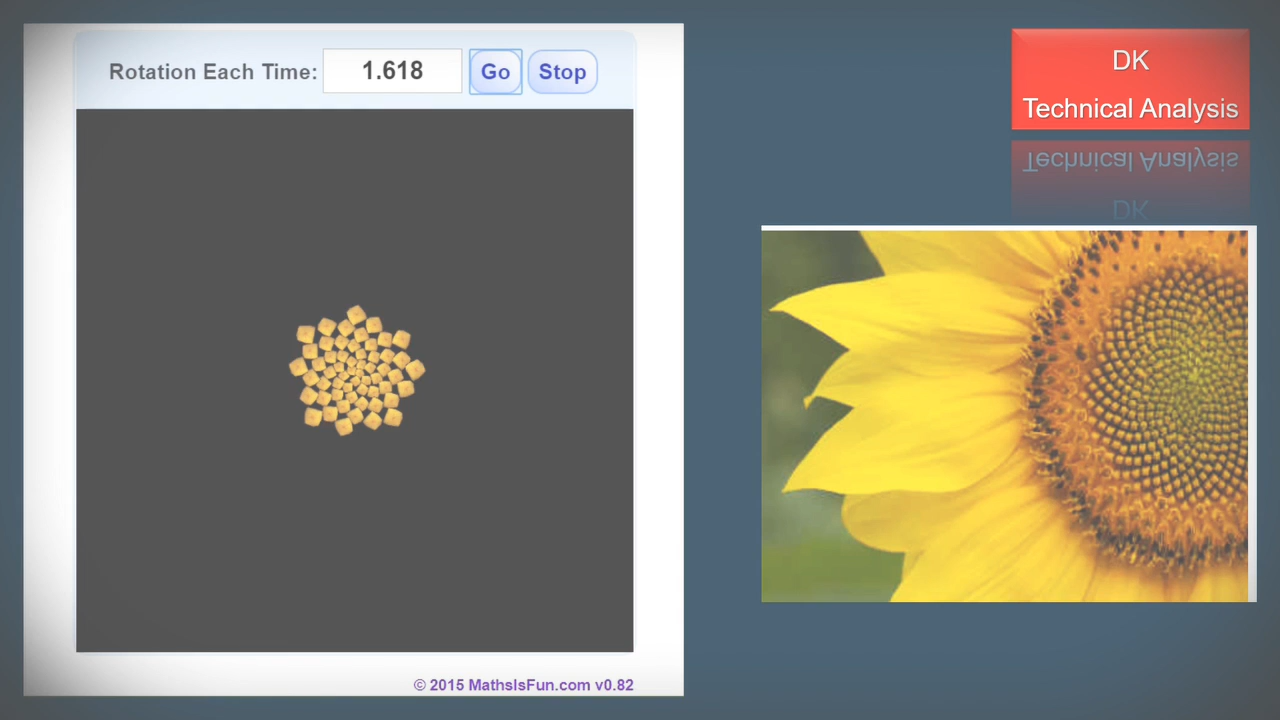 Rotation Each Time: 1.618 Go Stop
DK
Technical Analysis
Technical Analysis
DK
© 2015 MathsIsFun.com v0.82